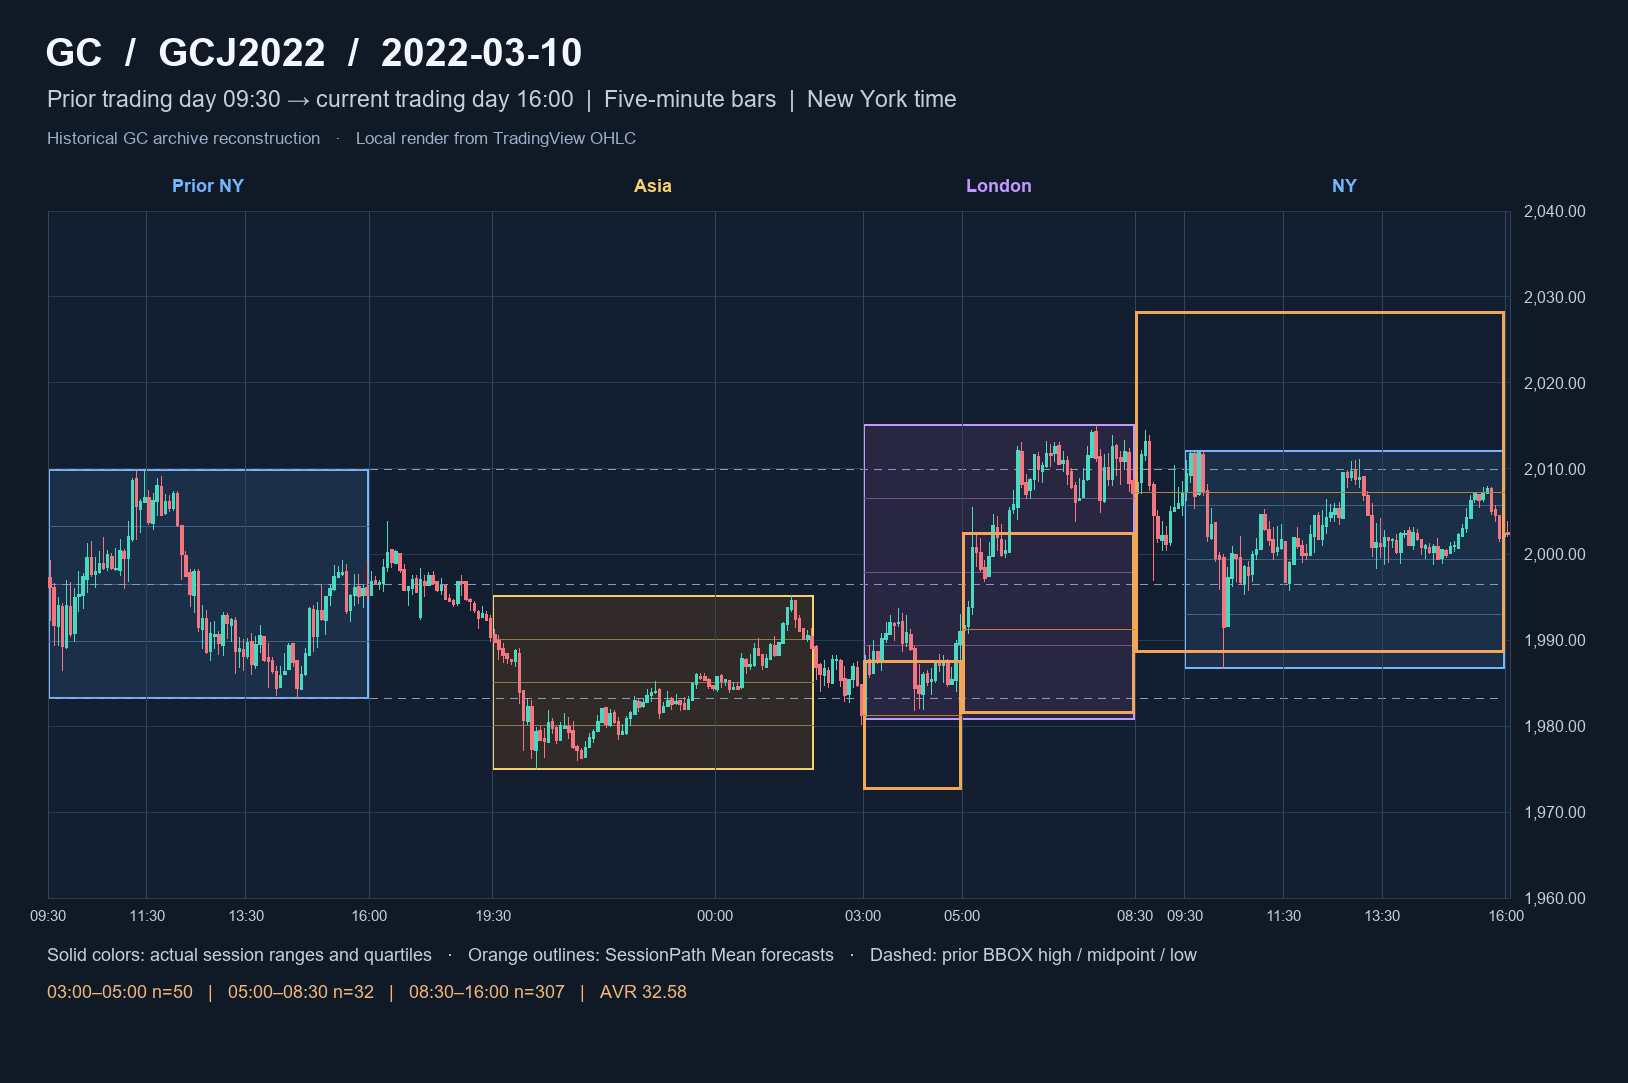 GC / GCJ2022 / 2022-03-10
Prior trading day 09:30 → current trading day 16:00 | Five-minute bars | New York time
Historical GC archive reconstruction · Local render from TradingView OHLC
Prior NY Asia London NY
2,040.00
2,030.00
2,020.00
2,010.00
2,000.00
1,990.00
1,980.00
1,970.00
1,960.00
09:30 11:30 13:30 16:00 19:30 00:00 03:00 05:00 08:30 09:30 11:30 13:30 16:00
Solid colors: actual session ranges and quartiles · Orange outlines: SessionPath Mean forecasts · Dashed: prior BBOX high / midpoint / low
03:00–05:00 n=50 | 05:00–08:30 n=32 | 08:30–16:00 n=307 | AVR 32.58